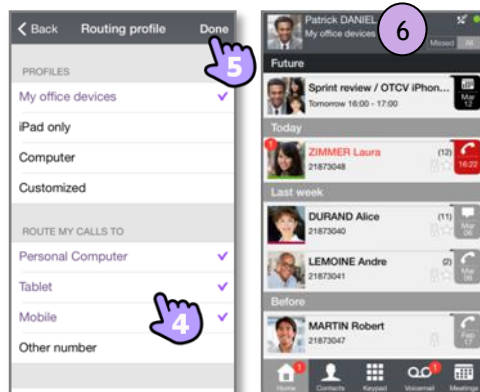 Back Routing profile Done
5
PROFILES
My office devices
iPad only
Computer
Customized
ROUTE MY CALLS TO
Personal Computer
Tablet
4
Mobile
Other number
Patrick DANIEL
My office devices
6
Missed All
Future
Sprint review / OTCV iPhon...
Tomorrow 16:00 - 17:00
Mar
12
Today
1
ZIMMER Laura (12)
21873048
16:22
Last week
DURAND Alice (11)
21873040
Mar
06
LEMOINE Andre (2)
21873041
Mar
06
Before
MARTIN Robert
21873047
Feb
17
Home Contacts Keypad Voicemail Meetings